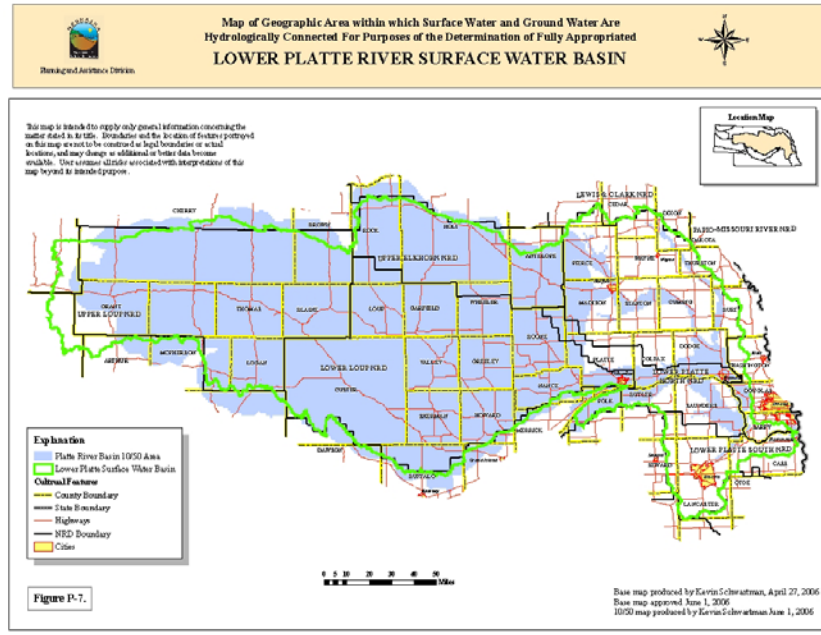 NEBRASKA
Planning and Assistance Division
Map of Geographic Area within which Surface Water and Ground Water Are
Hydrologically Connected For Purposes of the Determination of Fully Appropriated
LOWER PLATTE RIVER SURFACE WATER BASIN
This map is intended to supply only general information concerning the
matter stated in its title. Boundaries and the location of features portrayed
on this map are not to be construed as legal boundaries or actual
locations, and may change as additional or better data become
available. User assumes all risks associated with interpretations of this
map beyond its intended purpose.
Location Map
LEWIS & CLARK NRD
CEDAR
CHERRY
DIXON
BROWN
ROCK
HOLT
PAPIO-MISSOURI RIVER NRD
DAKOTA
UPPER ELKHORN NRD
ANTELOPE
PIERCE
WAYNE
THURSTON
GRANT
UPPER LOUP NRD
THOMAS
BLAINE
LOUP
GARFIELD
WHEELER
MADISON
STANTON
CUMING
BURT
BOONE
ARTHUR
MCPHERSON
LOGAN
LOWER LOUP NRD
CUSTER
VALLEY
GREELEY
NANCE
PLATTE
COLFAX
DODGE
WASHINGTON
LOWER PLATTE
NORTH NRD
DOUGLAS
POLK
BUTLER
SAUNDERS
SARPY
SHERMAN
HOWARD
MERRICK
LOWER PLATTE SOUTH NRD
DAWSON
BUFFALO
SEWARD
CASS
OTOE
LANCASTER
Explanation
Platte River Basin 10/50 Area
Lower Platte Surface Water Basin
Cultrual Features
County Boundary
State Boundary
Highways
NRD Boundary
Cities
Figure P-7.
0 5 10 20 30 40 50
Miles
Base map produced by Kevin Schwartman, April 27, 2006
Base map approved June 1, 2006
10/50 map produced by Kevin Schwartman June 1, 2006